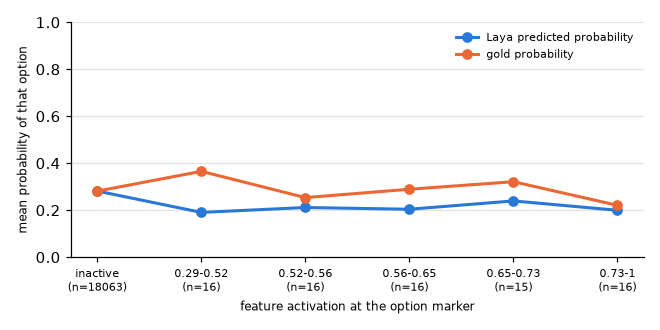 1.0
0.8
0.6
0.4
0.2
0.0
mean probability of that option
Laya predicted probability
gold probability
inactive
(n=18063)
0.29-0.52
(n=16)
0.52-0.56
(n=16)
0.56-0.65
(n=16)
0.65-0.73
(n=15)
0.73-1
(n=16)
feature activation at the option marker